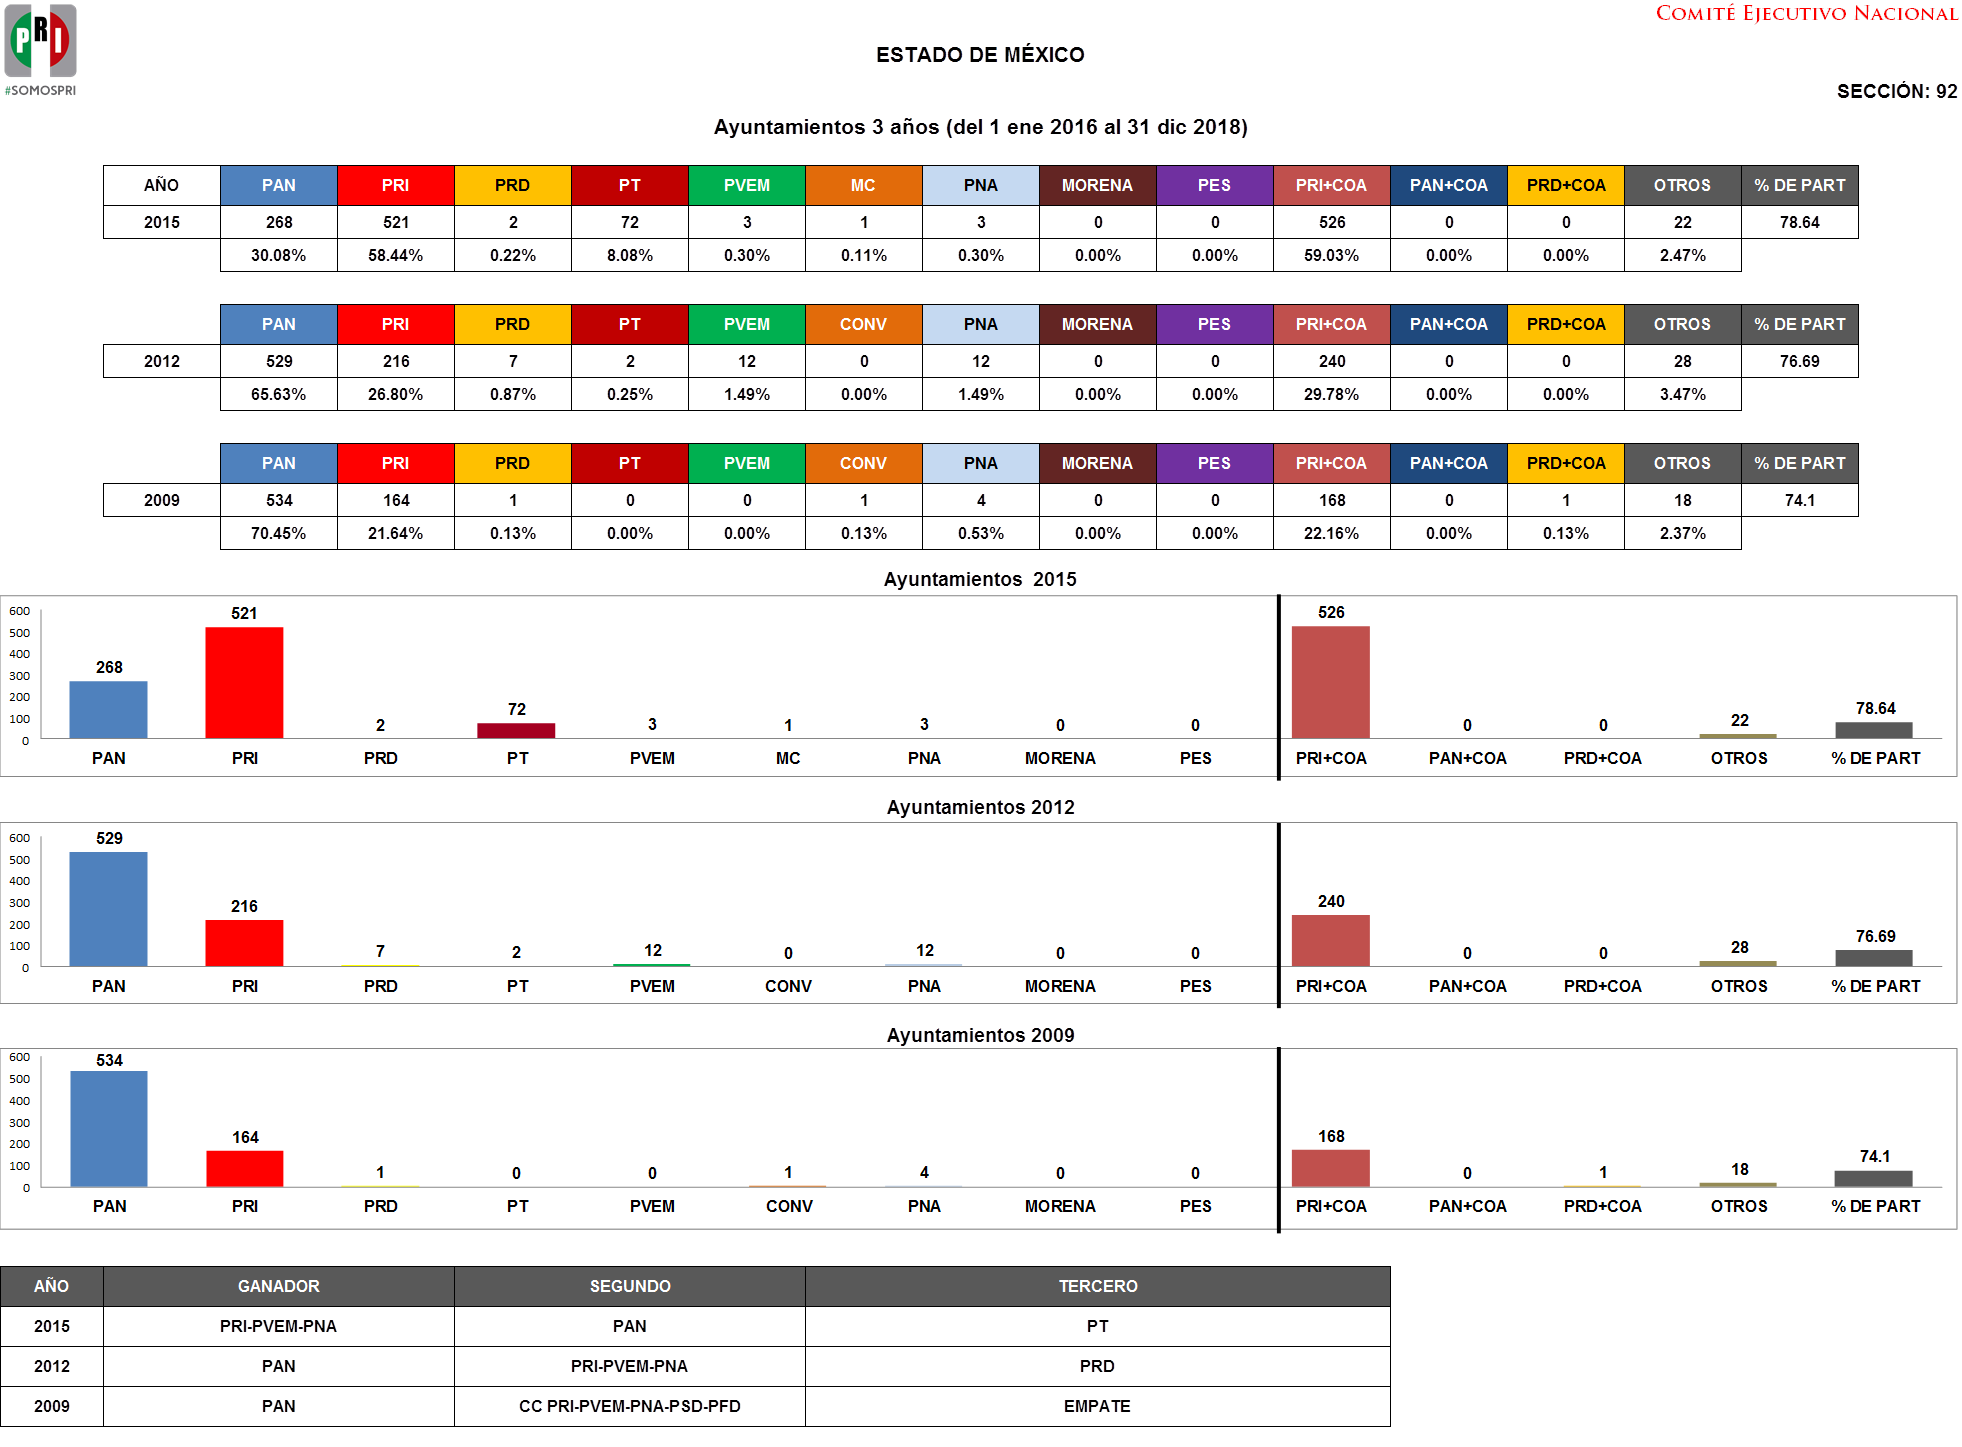 PRI
#SOMOSPRI
COMITÉ EJECUTIVO NACIONAL
ESTADO DE MÉXICO
SECCIÓN: 92
Ayuntamientos 3 años (del 1 ene 2016 al 31 dic 2018)
AÑO PAN PRI PRD PT PVEM MC PNA MORENA PES PRI+COA PAN+COA PRD+COA OTROS % DE PART
2015 268 521 2 72 3 1 3 0 0 526 0 0 22 78.64
30.08% 58.44% 0.22% 8.08% 0.30% 0.11% 0.30% 0.00% 0.00% 59.03% 0.00% 0.00% 2.47%
PAN PRI PRD PT PVEM CONV PNA MORENA PES PRI+COA PAN+COA PRD+COA OTROS % DE PART
2012 529 216 7 2 12 0 12 0 0 240 0 0 28 76.69
65.63% 26.80% 0.87% 0.25% 1.49% 0.00% 1.49% 0.00% 0.00% 29.78% 0.00% 0.00% 3.47%
PAN PRI PRD PT PVEM CONV PNA MORENA PES PRI+COA PAN+COA PRD+COA OTROS % DE PART
2009 534 164 1 0 0 1 4 0 0 168 0 1 18 74.1
70.45% 21.64% 0.13% 0.00% 0.00% 0.13% 0.53% 0.00% 0.00% 22.16% 0.00% 0.13% 2.37%
Ayuntamientos 2015
600
500
400
300
200
100
0
268 521 2 72 3 1 3 0 0 526 0 0 22 78.64
PAN PRI PRD PT PVEM MC PNA MORENA PES PRI+COA PAN+COA PRD+COA OTROS % DE PART
Ayuntamientos 2012
600
500
400
300
200
100
0
529 216 7 2 12 0 12 0 0 240 0 0 28 76.69
PAN PRI PRD PT PVEM CONV PNA MORENA PES PRI+COA PAN+COA PRD+COA OTROS % DE PART
Ayuntamientos 2009
600
500
400
300
200
100
0
534 164 1 0 0 1 4 0 0 168 0 1 18 74.1
PAN PRI PRD PT PVEM CONV PNA MORENA PES PRI+COA PAN+COA PRD+COA OTROS % DE PART
AÑO GANADOR SEGUNDO TERCERO
2015 PRI-PVEM-PNA PAN PT
2012 PAN PRI-PVEM-PNA PRD
2009 PAN CC PRI-PVEM-PNA-PSD-PFD EMPATE